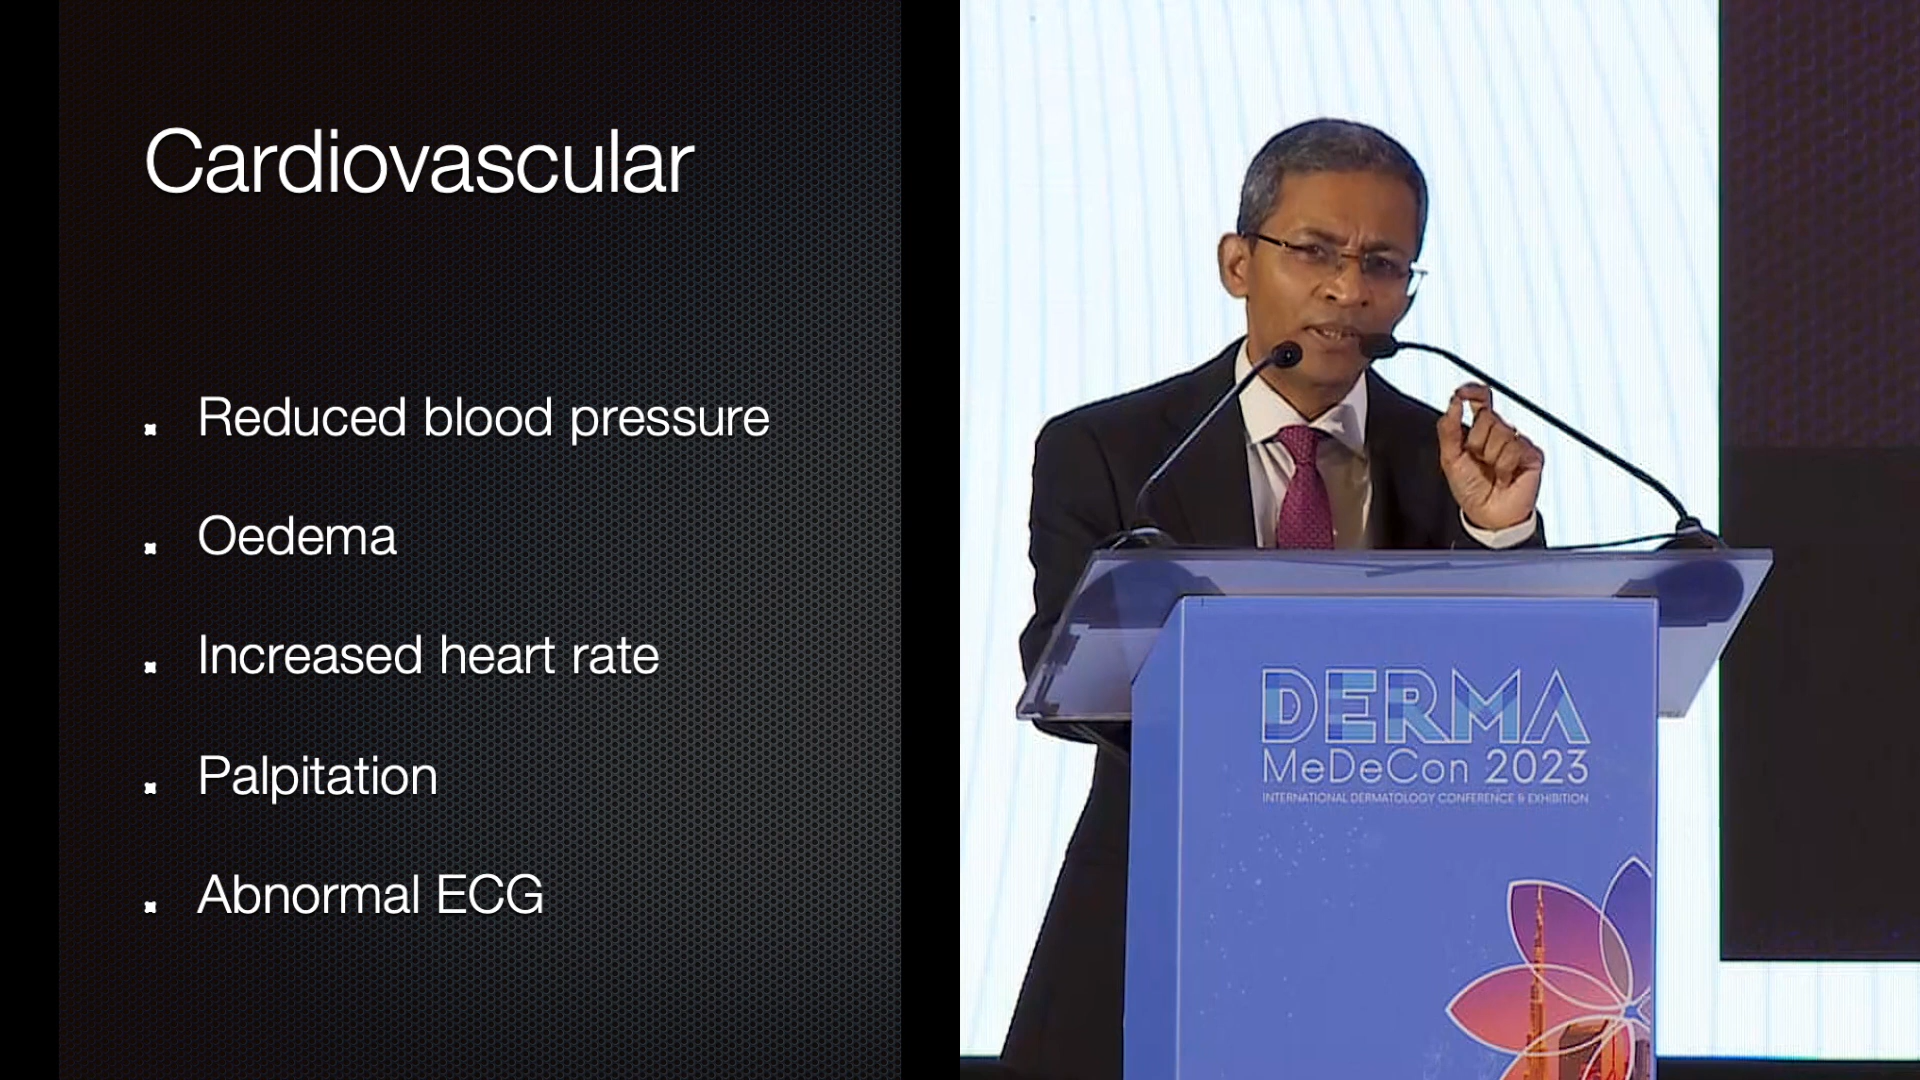 Cardiovascular
Reduced blood pressure
Oedema
Increased heart rate
Palpitation
Abnormal ECG
DERMA
MeDeCon 2023
INTERNATIONAL DERMATOLOGY CONFERENCE & EXHIBITION